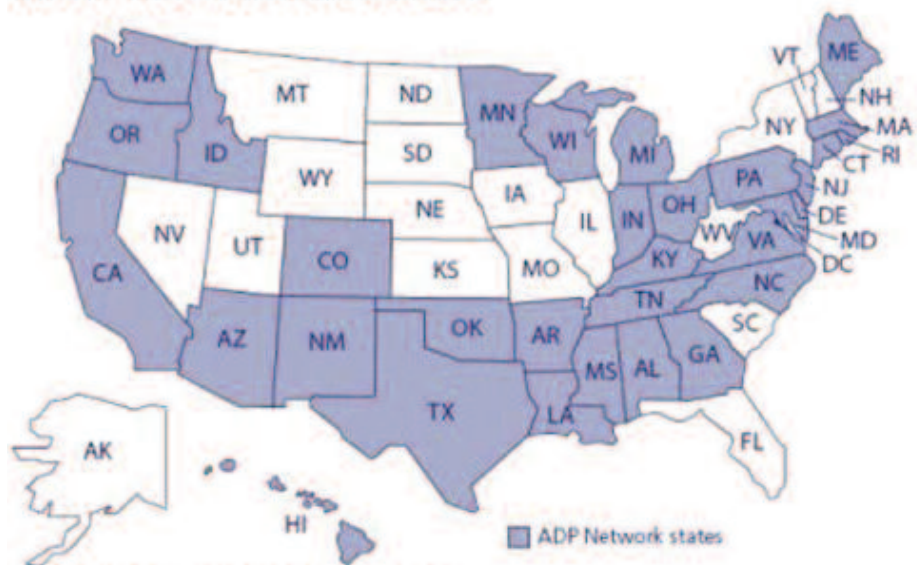 WA
MT
ND
MN
VT
ME
NH
OR
ID
SD
WI
MI
NY
MA
RI
CT
WY
IA
PA
NJ
NE
IL
IN
OH
DE
NV
UT
CO
WV
VA
MD
DC
CA
KS
MO
KY
NC
TN
AZ
NM
OK
AR
SC
MS
AL
GA
TX
LA
FL
AK
HI
ADP Network states